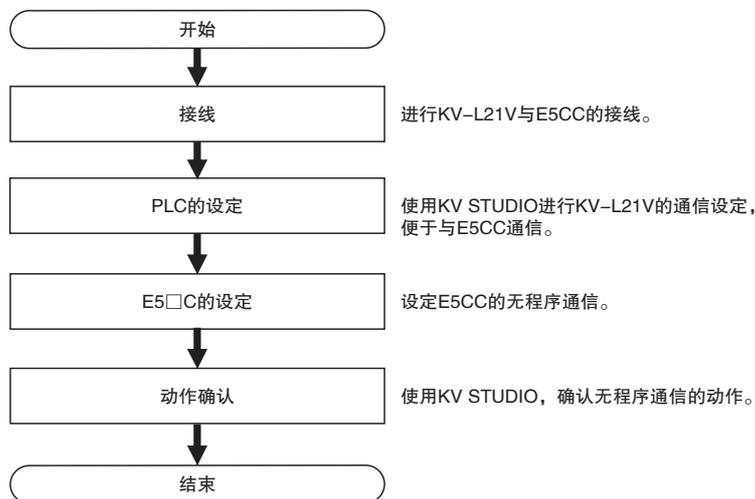 开始
接线
进行KV-L21V与E5CC的接线。
PLC的设定
使用KV STUDIO进行KV-L21V的通信设定，
便于与E5CC通信。
E5□C的设定
设定E5CC的无程序通信。
动作确认
使用KV STUDIO，确认无程序通信的动作。
结束